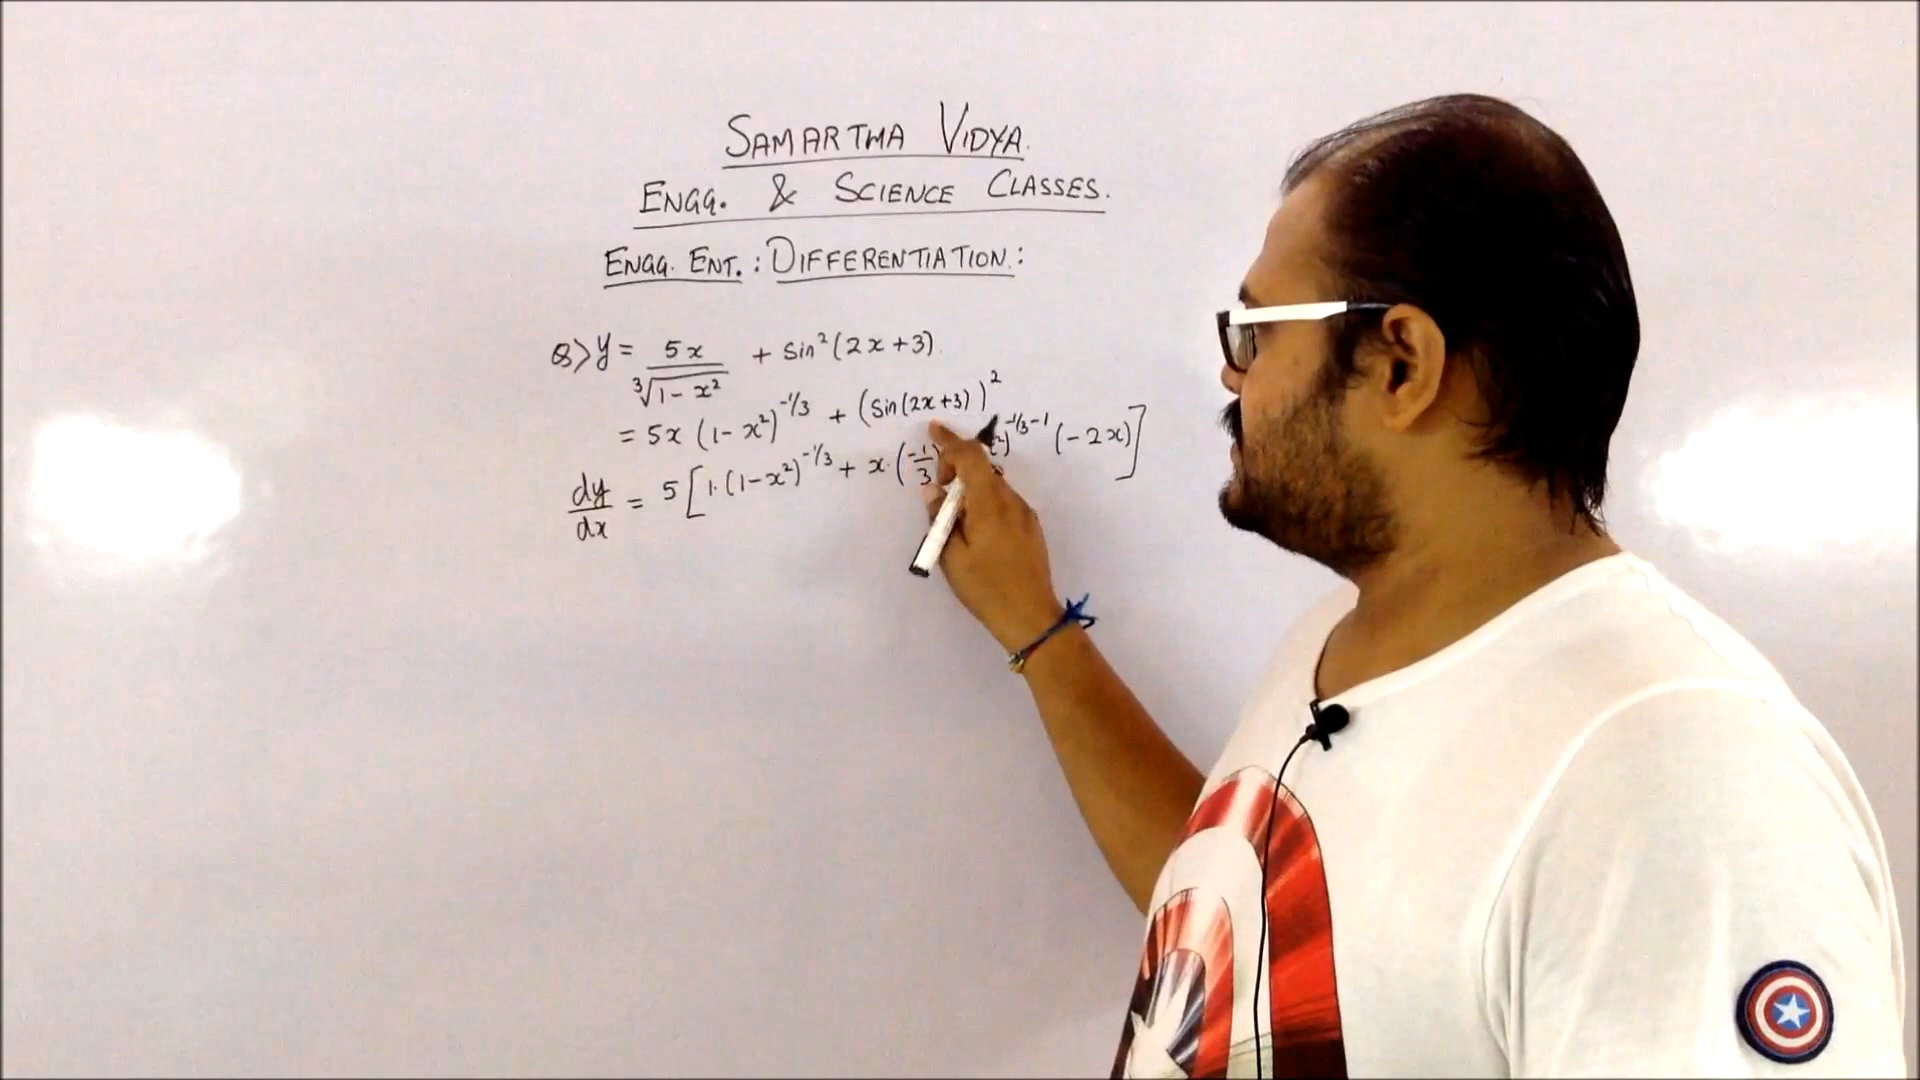 SAMARTHA VIDYA.
ENGG. & SCIENCE CLASSES.
ENGG. ENT. : DIFFERENTIATION :
Q> y = 5x / ∛(1 - x²) + sin² (2x + 3).
= 5x (1 - x²)^(-1/3) + (sin (2x + 3))²
dy/dx = 5 [1. (1 - x²)^(-1/3) + x. (-1/3) ²)^(-1/3 - 1) (-2x)]